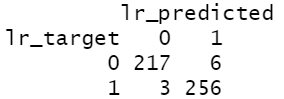 lr_predicted
lr_target 0 1
0 217 6
1 3 256